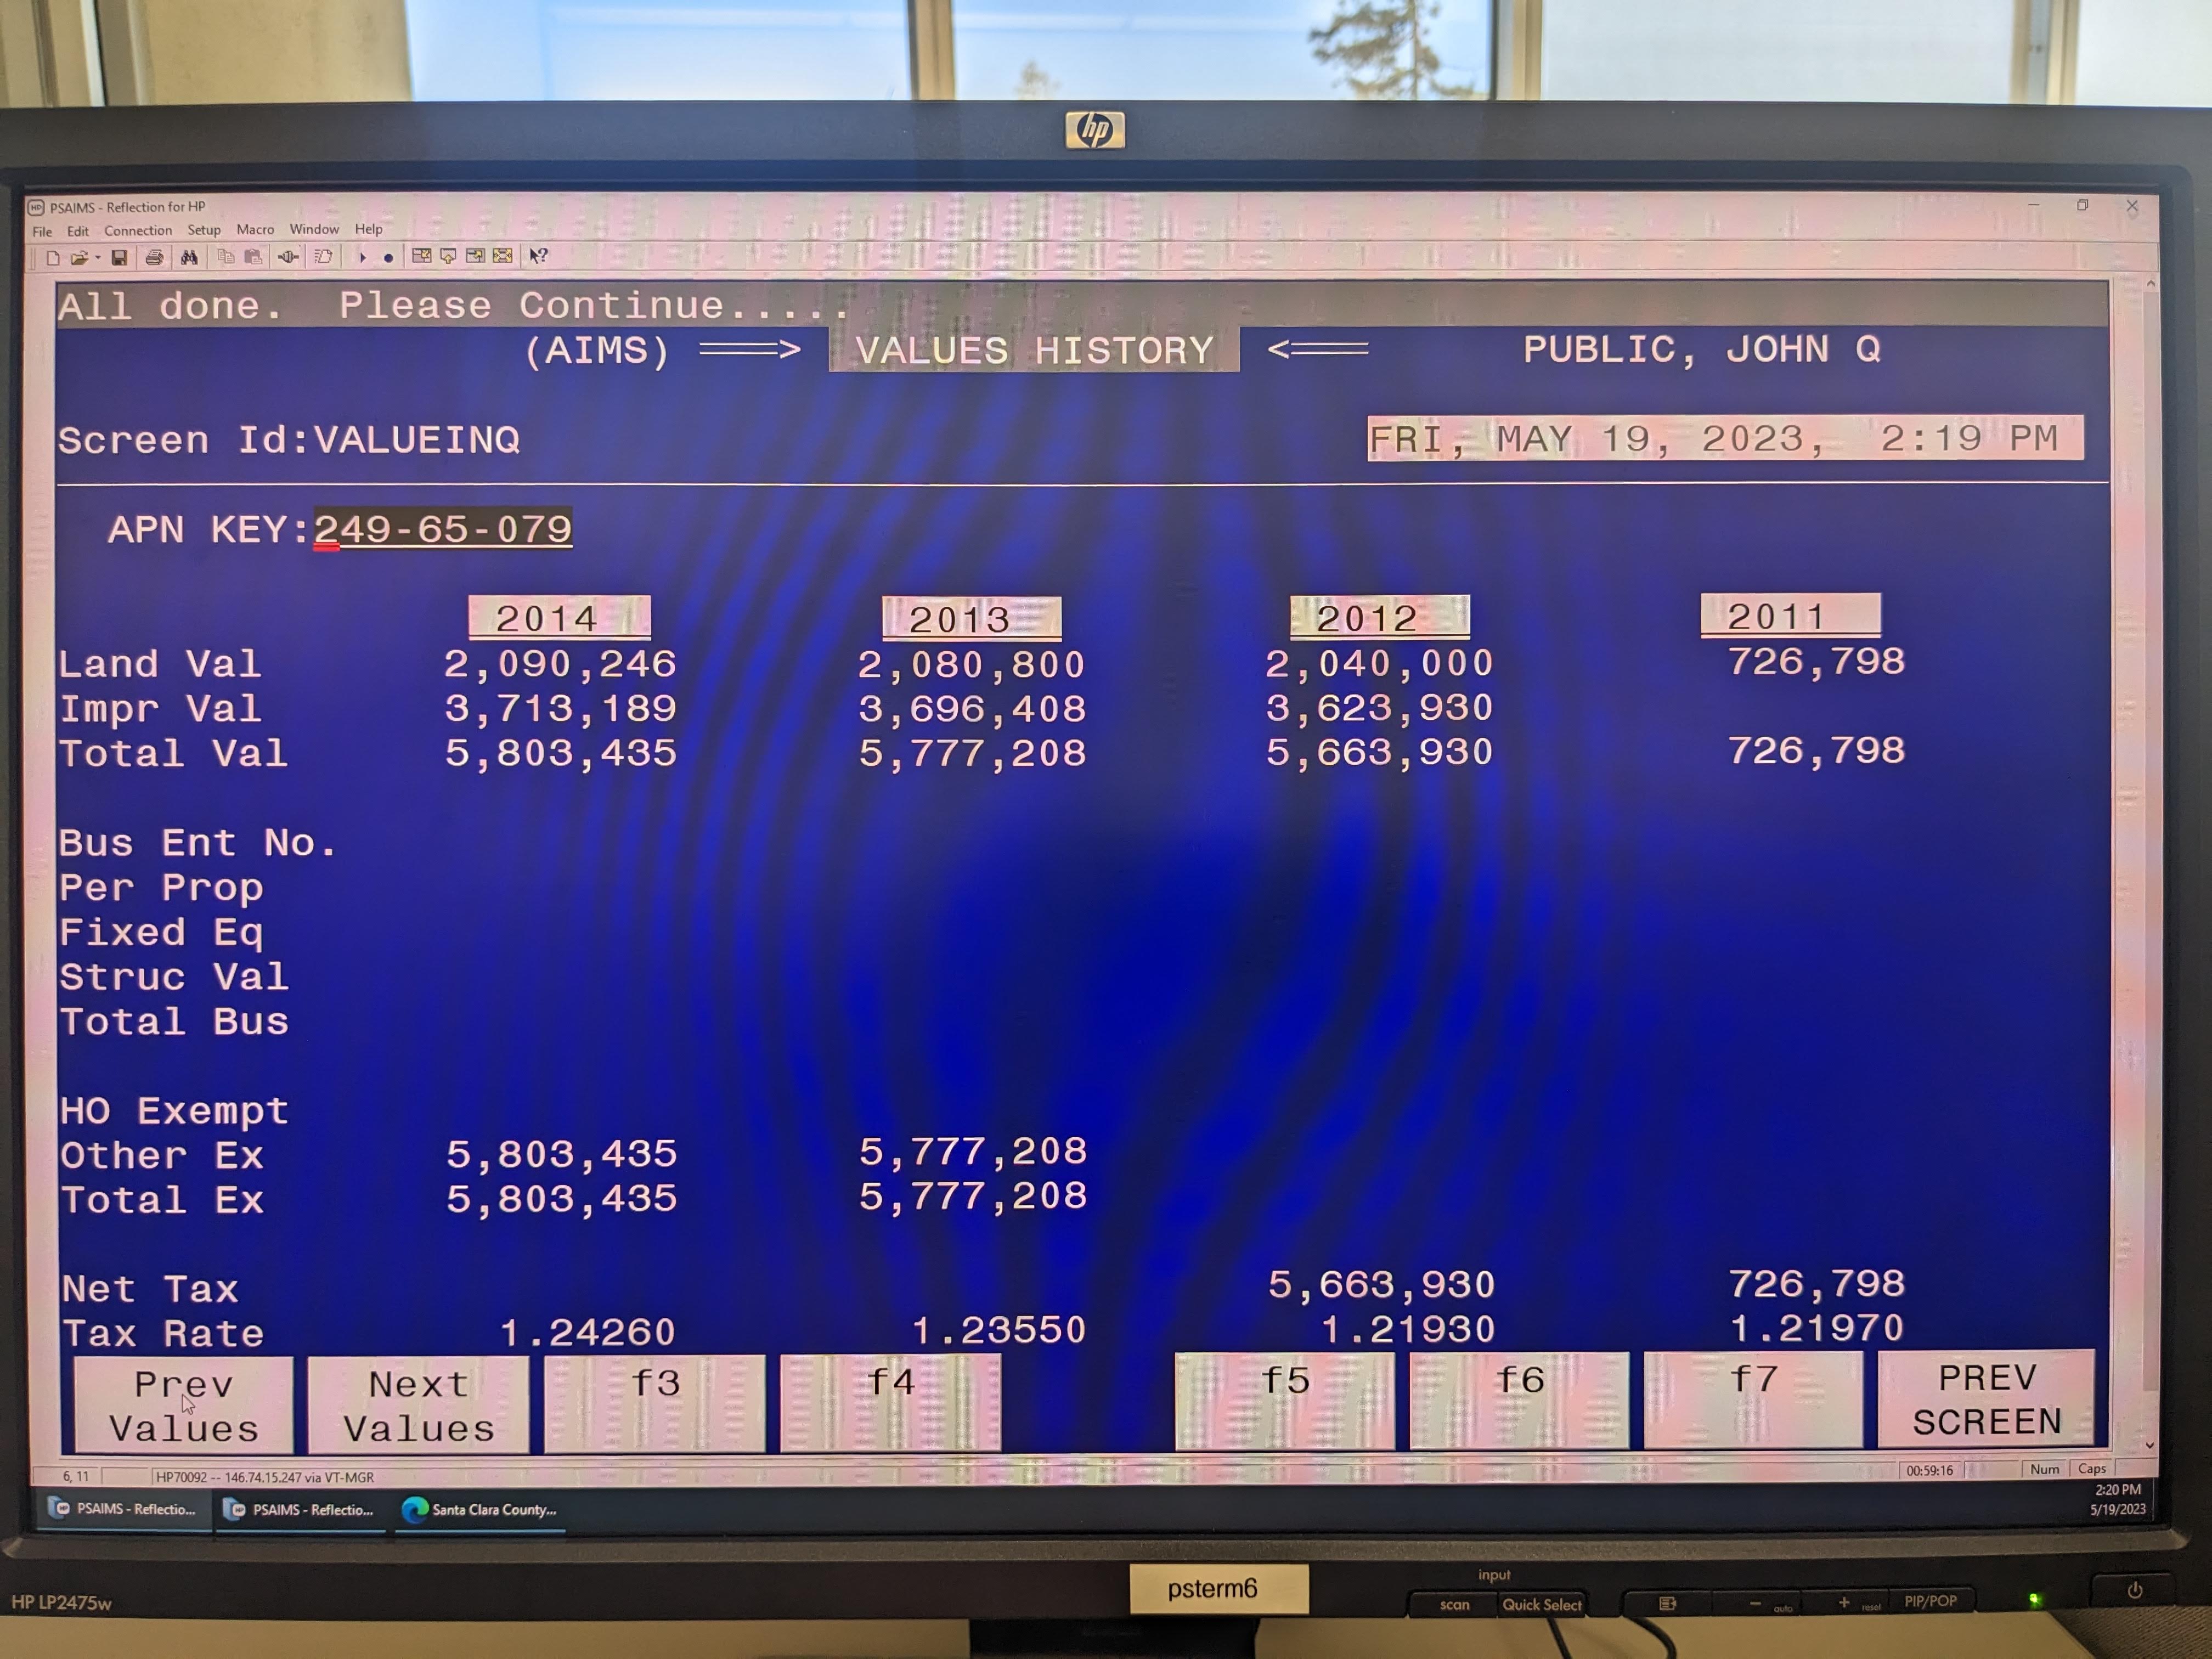 hp
PSAIMS - Reflection for HP
File Edit Connection Setup Macro Window Help
All done. Please Continue.....
(AIMS) ===> VALUES HISTORY <=== PUBLIC, JOHN Q
Screen Id:VALUEINQ FRI, MAY 19, 2023, 2:19 PM
APN KEY:249-65-079
2014 2013 2012 2011
Land Val 2,090,246 2,080,800 2,040,000 726,798
Impr Val 3,713,189 3,696,408 3,623,930
Total Val 5,803,435 5,777,208 5,663,930 726,798
Bus Ent No.
Per Prop
Fixed Eq
Struc Val
Total Bus
HO Exempt
Other Ex 5,803,435 5,777,208
Total Ex 5,803,435 5,777,208
Net Tax 5,663,930 726,798
Tax Rate 1.24260 1.23550 1.21930 1.21970
Prev Next f3 f4 f5 f6 f7 PREV
Values Values SCREEN
6, 11 HP70092 -- 146.74.15.247 via VT-MGR 00:59:16 Num Caps
PSAIMS - Reflectio... PSAIMS - Reflectio... Santa Clara County... 2:20 PM
5/19/2023
HP LP2475w
psterm6
input
scan Quick Select auto reset PIP/POP